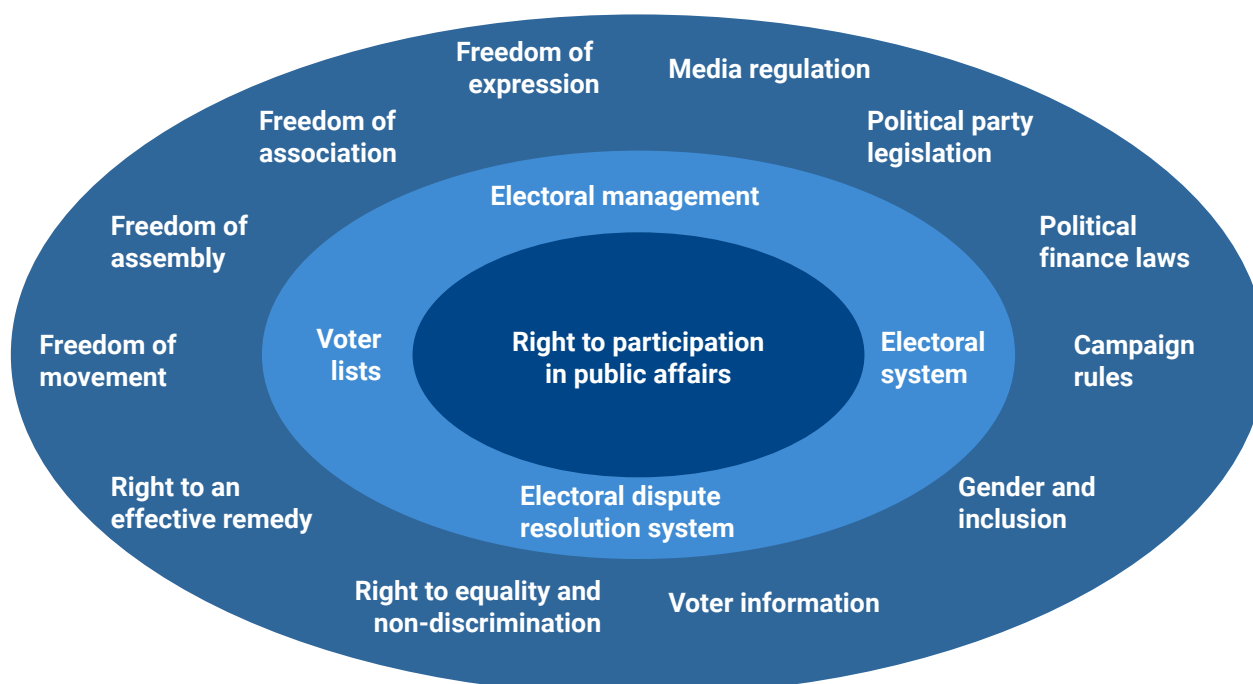 Freedom of
expression
Media regulation
Freedom of
association
Political party
legislation
Electoral management
Freedom of
assembly
Political
finance laws
Freedom of
movement
Voter
lists
Right to participation
in public affairs
Electoral
system
Campaign
rules
Right to an
effective remedy
Electoral dispute
resolution system
Gender and
inclusion
Right to equality and
non-discrimination
Voter information